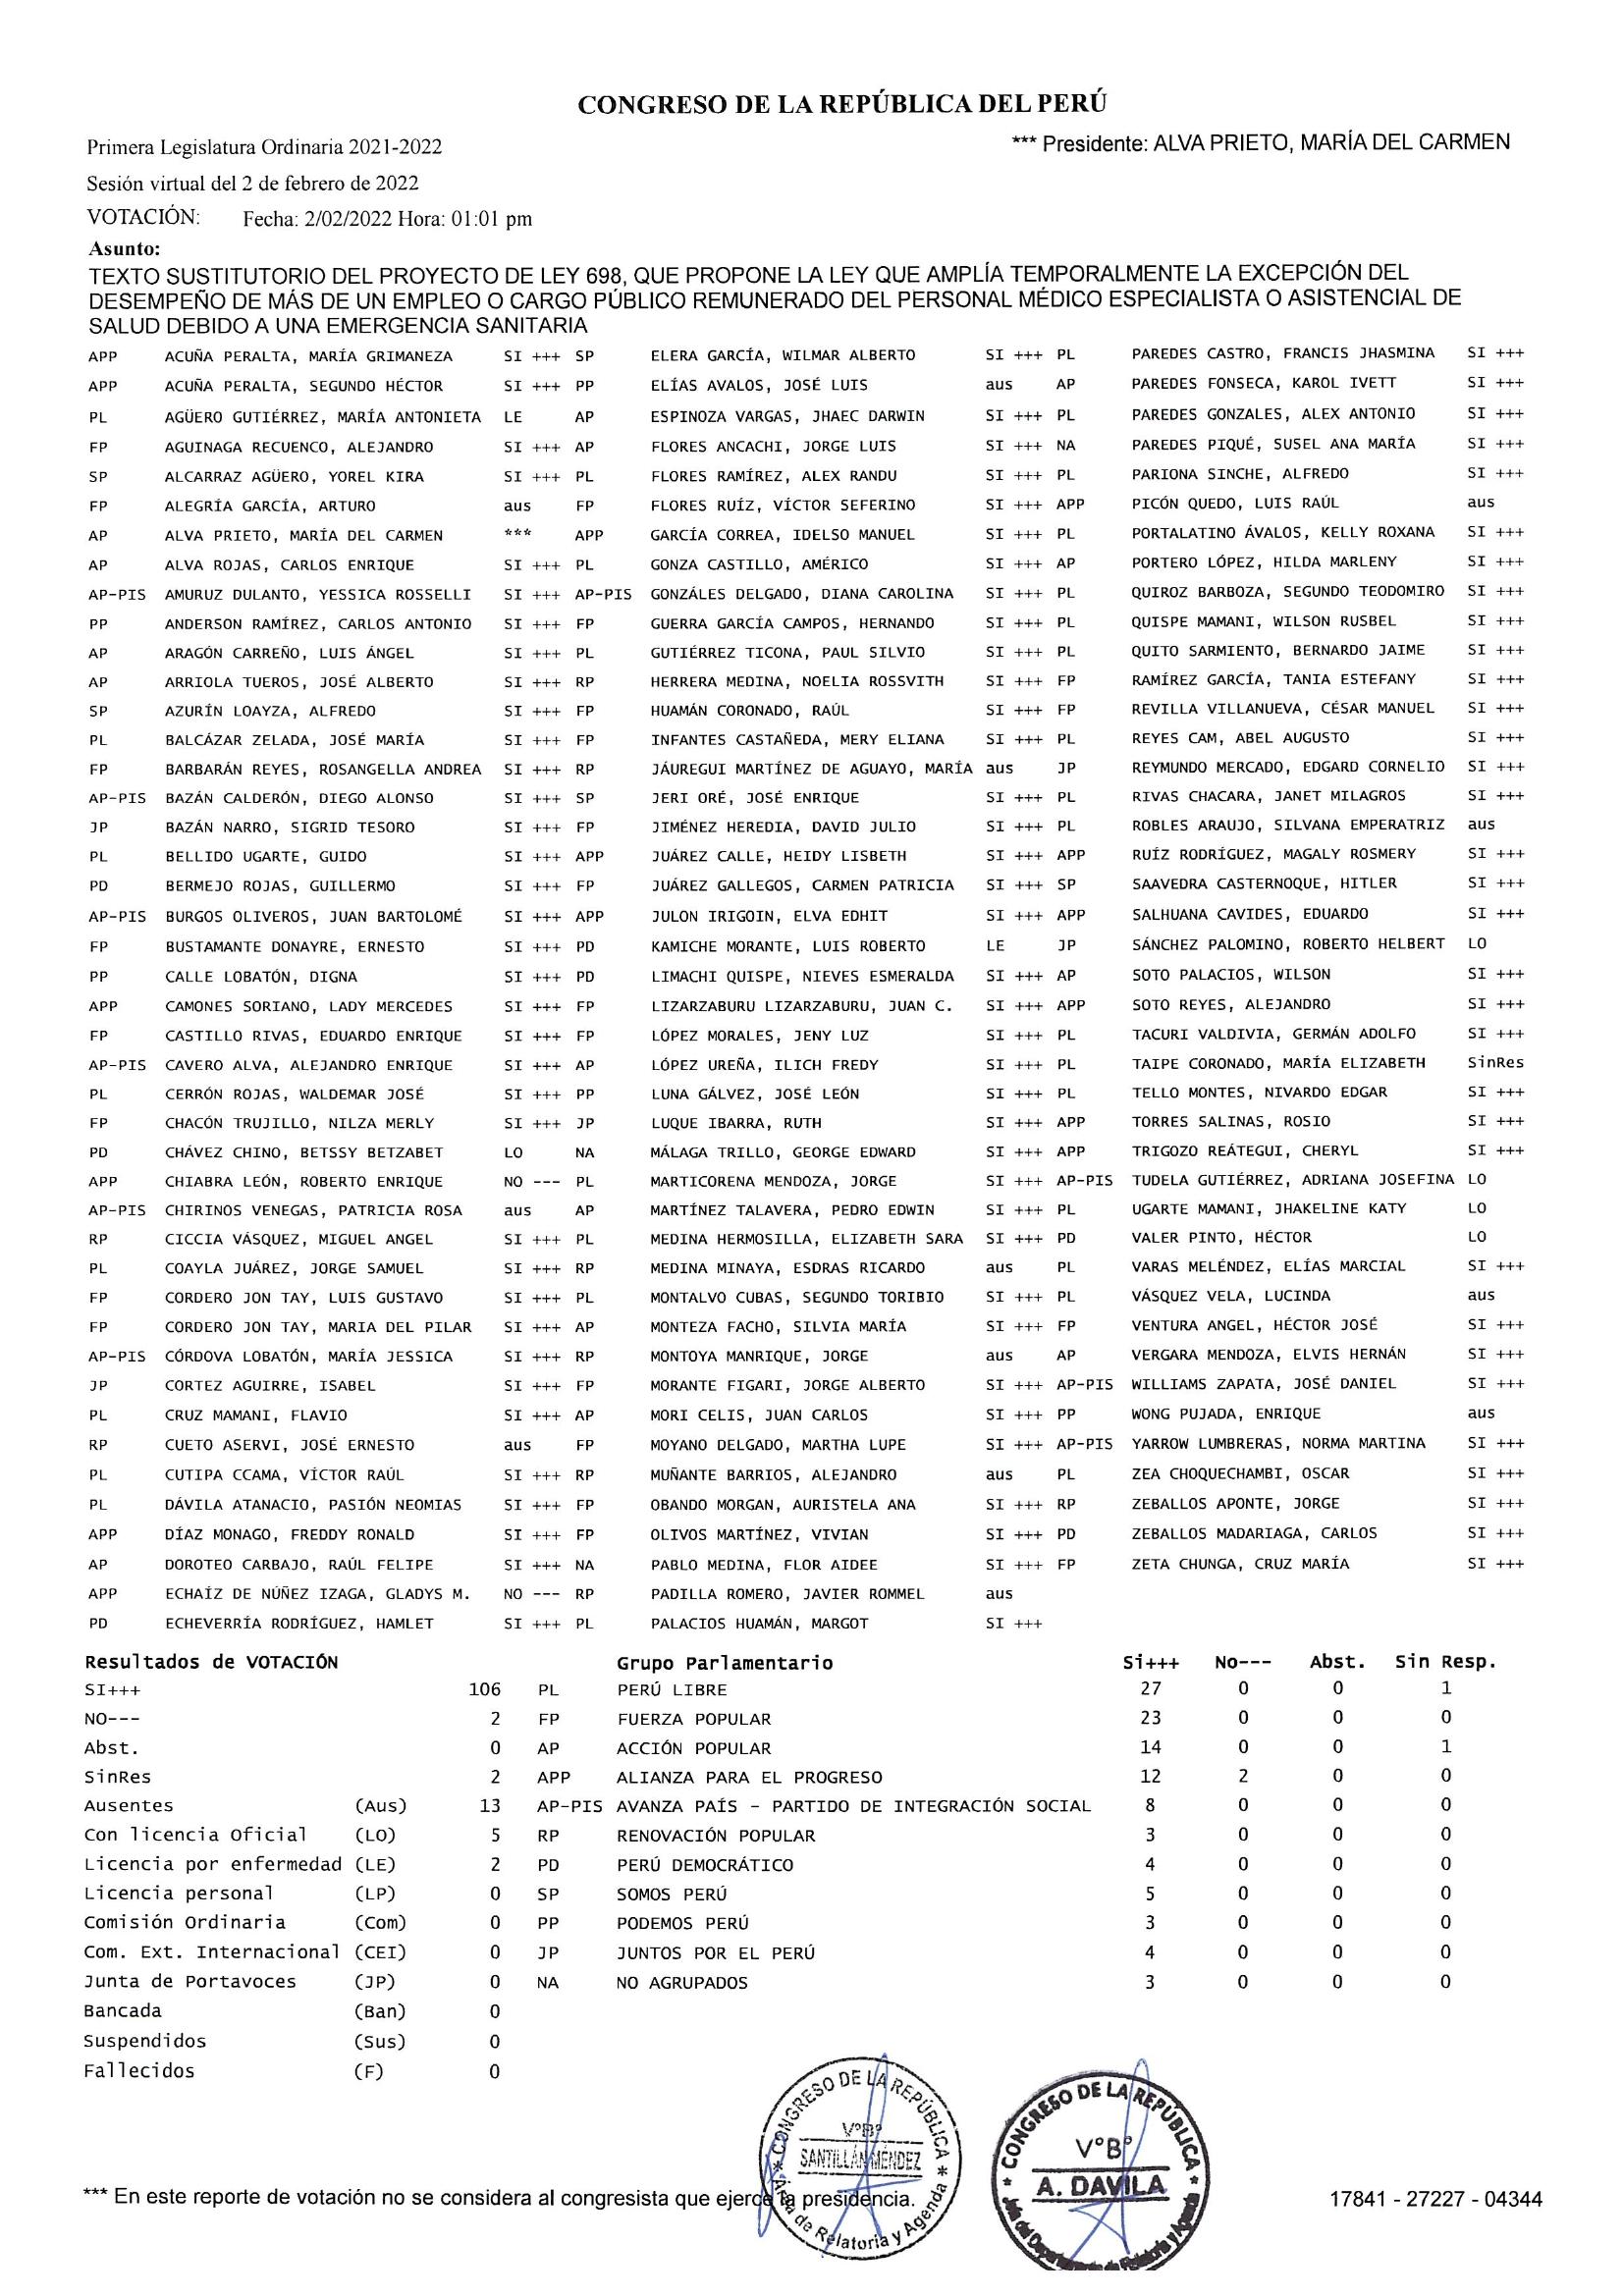 CONGRESO DE LA REPÚBLICA DEL PERÚ
Primera Legislatura Ordinaria 2021-2022 *** Presidente: ALVA PRIETO, MARÍA DEL CARMEN
Sesión virtual del 2 de febrero de 2022
VOTACIÓN: Fecha: 2/02/2022 Hora: 01:01 pm
Asunto:
TEXTO SUSTITUTORIO DEL PROYECTO DE LEY 698, QUE PROPONE LA LEY QUE AMPLÍA TEMPORALMENTE LA EXCEPCIÓN DEL
DESEMPEÑO DE MÁS DE UN EMPLEO O CARGO PÚBLICO REMUNERADO DEL PERSONAL MÉDICO ESPECIALISTA O ASISTENCIAL DE
SALUD DEBIDO A UNA EMERGENCIA SANITARIA
APP ACUÑA PERALTA, MARÍA GRIMANEZA SI +++ SP ELERA GARCÍA, WILMAR ALBERTO SI +++ PL PAREDES CASTRO, FRANCIS JHASMINA SI +++
APP ACUÑA PERALTA, SEGUNDO HÉCTOR SI +++ PP ELÍAS AVALOS, JOSÉ LUIS aus AP PAREDES FONSECA, KAROL IVETT SI +++
PL AGÜERO GUTIÉRREZ, MARÍA ANTONIETA LE AP ESPINOZA VARGAS, JHAEC DARWIN SI +++ PL PAREDES GONZALES, ALEX ANTONIO SI +++
FP AGUINAGA RECUENCO, ALEJANDRO SI +++ AP FLORES ANCACHI, JORGE LUIS SI +++ NA PAREDES PIQUÉ, SUSEL ANA MARÍA SI +++
SP ALCARRAZ AGÜERO, YOREL KIRA SI +++ PL FLORES RAMÍREZ, ALEX RANDU SI +++ PL PARIONA SINCHE, ALFREDO SI +++
FP ALEGRÍA GARCÍA, ARTURO aus FP FLORES RUÍZ, VÍCTOR SEFERINO SI +++ APP PICÓN QUEDO, LUIS RAÚL aus
AP ALVA PRIETO, MARÍA DEL CARMEN *** APP GARCÍA CORREA, IDELSO MANUEL SI +++ PL PORTALATINO ÁVALOS, KELLY ROXANA SI +++
AP ALVA ROJAS, CARLOS ENRIQUE SI +++ PL GONZA CASTILLO, AMÉRICO SI +++ AP PORTERO LÓPEZ, HILDA MARLENY SI +++
AP-PIS AMURUZ DULANTO, YESSICA ROSSELLI SI +++ AP-PIS GONZÁLES DELGADO, DIANA CAROLINA SI +++ PL QUIROZ BARBOZA, SEGUNDO TEODOMIRO SI +++
PP ANDERSON RAMÍREZ, CARLOS ANTONIO SI +++ FP GUERRA GARCÍA CAMPOS, HERNANDO SI +++ PL QUISPE MAMANI, WILSON RUSBEL SI +++
AP ARAGÓN CARREÑO, LUIS ÁNGEL SI +++ PL GUTIÉRREZ TICONA, PAUL SILVIO SI +++ PL QUITO SARMIENTO, BERNARDO JAIME SI +++
AP ARRIOLA TUEROS, JOSÉ ALBERTO SI +++ RP HERRERA MEDINA, NOELIA ROSSVITH SI +++ FP RAMÍREZ GARCÍA, TANIA ESTEFANY SI +++
SP AZURÍN LOAYZA, ALFREDO SI +++ FP HUAMÁN CORONADO, RAÚL SI +++ FP REVILLA VILLANUEVA, CÉSAR MANUEL SI +++
PL BALCÁZAR ZELADA, JOSÉ MARÍA SI +++ FP INFANTES CASTAÑEDA, MERY ELIANA SI +++ PL REYES CAM, ABEL AUGUSTO SI +++
FP BARBARÁN REYES, ROSANGELLA ANDREA SI +++ RP JÁUREGUI MARTÍNEZ DE AGUAYO, MARÍA aus JP REYMUNDO MERCADO, EDGARD CORNELIO SI +++
AP-PIS BAZÁN CALDERÓN, DIEGO ALONSO SI +++ SP JERI ORÉ, JOSÉ ENRIQUE SI +++ PL RIVAS CHACARA, JANET MILAGROS SI +++
JP BAZÁN NARRO, SIGRID TESORO SI +++ FP JIMÉNEZ HEREDIA, DAVID JULIO SI +++ PL ROBLES ARAUJO, SILVANA EMPERATRIZ aus
PL BELLIDO UGARTE, GUIDO SI +++ APP JUÁREZ CALLE, HEIDY LISBETH SI +++ APP RUÍZ RODRÍGUEZ, MAGALY ROSMERY SI +++
PD BERMEJO ROJAS, GUILLERMO SI +++ FP JUÁREZ GALLEGOS, CARMEN PATRICIA SI +++ SP SAAVEDRA CASTERNOQUE, HITLER SI +++
AP-PIS BURGOS OLIVEROS, JUAN BARTOLOMÉ SI +++ APP JULON IRIGOIN, ELVA EDHIT SI +++ APP SALHUANA CAVIDES, EDUARDO SI +++
FP BUSTAMANTE DONAYRE, ERNESTO SI +++ PD KAMICHE MORANTE, LUIS ROBERTO LE JP SÁNCHEZ PALOMINO, ROBERTO HELBERT LO
PP CALLE LOBATÓN, DIGNA SI +++ PD LIMACHI QUISPE, NIEVES ESMERALDA SI +++ AP SOTO PALACIOS, WILSON SI +++
APP CAMONES SORIANO, LADY MERCEDES SI +++ FP LIZARZABURU LIZARZABURU, JUAN C. SI +++ APP SOTO REYES, ALEJANDRO SI +++
FP CASTILLO RIVAS, EDUARDO ENRIQUE SI +++ FP LÓPEZ MORALES, JENY LUZ SI +++ PL TACURI VALDIVIA, GERMÁN ADOLFO SI +++
AP-PIS CAVERO ALVA, ALEJANDRO ENRIQUE SI +++ AP LÓPEZ UREÑA, ILICH FREDY SI +++ PL TAIPE CORONADO, MARÍA ELIZABETH SinRes
PL CERRÓN ROJAS, WALDEMAR JOSÉ SI +++ PP LUNA GÁLVEZ, JOSÉ LEÓN SI +++ PL TELLO MONTES, NIVARDO EDGAR SI +++
FP CHACÓN TRUJILLO, NILZA MERLY SI +++ JP LUQUE IBARRA, RUTH SI +++ APP TORRES SALINAS, ROSIO SI +++
PD CHÁVEZ CHINO, BETSSY BETZABET LO NA MÁLAGA TRILLO, GEORGE EDWARD SI +++ APP TRIGOZO REÁTEGUI, CHERYL SI +++
APP CHIABRA LEÓN, ROBERTO ENRIQUE NO --- PL MARTICORENA MENDOZA, JORGE SI +++ AP-PIS TUDELA GUTIÉRREZ, ADRIANA JOSEFINA LO
AP-PIS CHIRINOS VENEGAS, PATRICIA ROSA aus AP MARTÍNEZ TALAVERA, PEDRO EDWIN SI +++ PL UGARTE MAMANI, JHAKELINE KATY LO
RP CICCIA VÁSQUEZ, MIGUEL ANGEL SI +++ PL MEDINA HERMOSILLA, ELIZABETH SARA SI +++ PD VALER PINTO, HÉCTOR LO
PL COAYLA JUÁREZ, JORGE SAMUEL SI +++ RP MEDINA MINAYA, ESDRAS RICARDO aus PL VARAS MELÉNDEZ, ELÍAS MARCIAL SI +++
FP CORDERO JON TAY, LUIS GUSTAVO SI +++ PL MONTALVO CUBAS, SEGUNDO TORIBIO SI +++ PL VÁSQUEZ VELA, LUCINDA aus
FP CORDERO JON TAY, MARIA DEL PILAR SI +++ AP MONTEZA FACHO, SILVIA MARÍA SI +++ FP VENTURA ANGEL, HÉCTOR JOSÉ SI +++
AP-PIS CÓRDOVA LOBATÓN, MARÍA JESSICA SI +++ RP MONTOYA MANRIQUE, JORGE aus AP VERGARA MENDOZA, ELVIS HERNÁN SI +++
JP CORTEZ AGUIRRE, ISABEL SI +++ FP MORANTE FIGARI, JORGE ALBERTO SI +++ AP-PIS WILLIAMS ZAPATA, JOSÉ DANIEL SI +++
PL CRUZ MAMANI, FLAVIO SI +++ AP MORI CELIS, JUAN CARLOS SI +++ PP WONG PUJADA, ENRIQUE aus
RP CUETO ASERVI, JOSÉ ERNESTO aus FP MOYANO DELGADO, MARTHA LUPE SI +++ AP-PIS YARROW LUMBRERAS, NORMA MARTINA SI +++
PL CUTIPA CCAMA, VÍCTOR RAÚL SI +++ RP MUÑANTE BARRIOS, ALEJANDRO aus PL ZEA CHOQUECHAMBI, OSCAR SI +++
PL DÁVILA ATANACIO, PASIÓN NEOMIAS SI +++ FP OBANDO MORGAN, AURISTELA ANA SI +++ RP ZEBALLOS APONTE, JORGE SI +++
APP DÍAZ MONAGO, FREDDY RONALD SI +++ FP OLIVOS MARTÍNEZ, VIVIAN SI +++ PD ZEBALLOS MADARIAGA, CARLOS SI +++
AP DOROTEO CARBAJO, RAÚL FELIPE SI +++ NA PABLO MEDINA, FLOR AIDEE SI +++ FP ZETA CHUNGA, CRUZ MARÍA SI +++
APP ECHAÍZ DE NÚÑEZ IZAGA, GLADYS M. NO --- RP PADILLA ROMERO, JAVIER ROMMEL aus
PD ECHEVERRÍA RODRÍGUEZ, HAMLET SI +++ PL PALACIOS HUAMÁN, MARGOT SI +++
Resultados de VOTACIÓN Grupo Parlamentario Si+++ No--- Abst. Sin Resp.
SI+++ 106 PL PERÚ LIBRE 27 0 0 1
NO--- 2 FP FUERZA POPULAR 23 0 0 0
Abst. 0 AP ACCIÓN POPULAR 14 0 0 1
SinRes 2 APP ALIANZA PARA EL PROGRESO 12 2 0 0
Ausentes (Aus) 13 AP-PIS AVANZA PAÍS - PARTIDO DE INTEGRACIÓN SOCIAL 8 0 0 0
Con licencia Oficial (LO) 5 RP RENOVACIÓN POPULAR 3 0 0 0
Licencia por enfermedad (LE) 2 PD PERÚ DEMOCRÁTICO 4 0 0 0
Licencia personal (LP) 0 SP SOMOS PERÚ 5 0 0 0
Comisión Ordinaria (Com) 0 PP PODEMOS PERÚ 3 0 0 0
Com. Ext. Internacional (CEI) 0 JP JUNTOS POR EL PERÚ 4 0 0 0
Junta de Portavoces (JP) 0 NA NO AGRUPADOS 3 0 0 0
Bancada (Ban) 0
Suspendidos (Sus) 0
Fallecidos (F) 0
* CONGRESO DE LA REPÚBLICA *
V°B°
SANTILLÁN MÉNDEZ
Área de Relatoría y Agenda
* CONGRESO DE LA REPÚBLICA *
V°B°
A. DAVILA
Jefa del Departamento de Relatoría y Agenda
*** En este reporte de votación no se considera al congresista que ejerce la presidencia. 17841 - 27227 - 04344